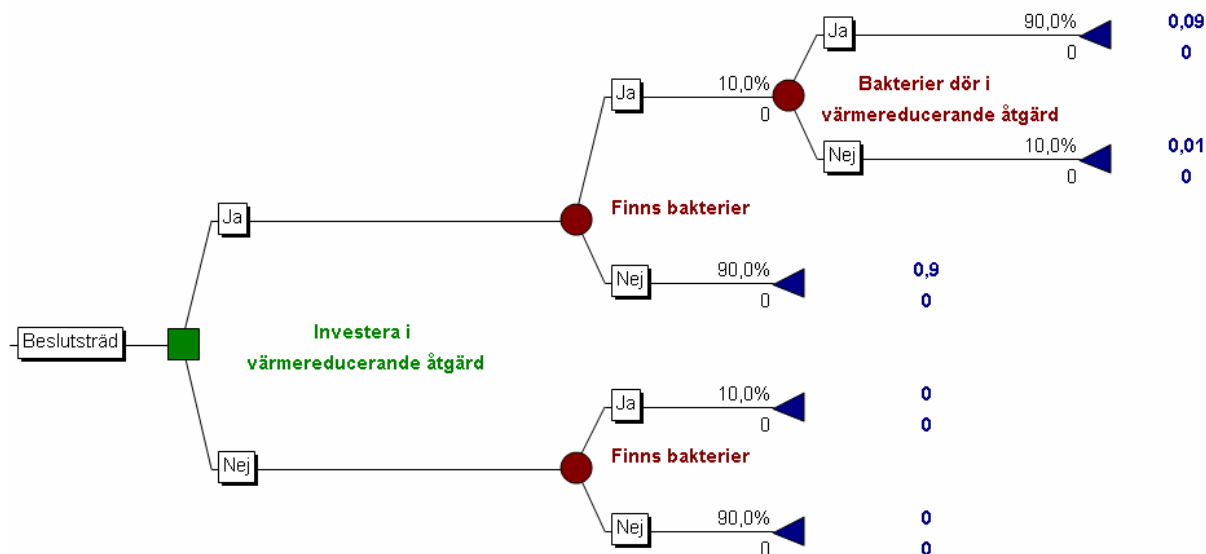 90,0% 0,09
Ja
0 0
10,0% Bakterier dör i
Ja
0 värmereducerande åtgärd
10,0% 0,01
Nej
0 0
Finns bakterier
Ja
90,0% 0,9
Nej
0 0
Investera i
Beslutsträd
värmereducerande åtgärd
10,0% 0
Ja
0 0
Finns bakterier
Nej
90,0% 0
Nej
0 0